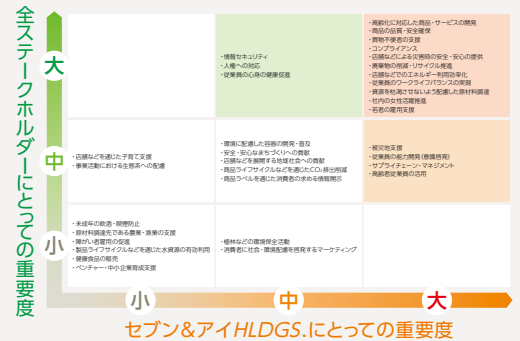 全ステークホルダーにとっての重要度
大
・情報セキュリティ
・人権への対応
・従業員の心身の健康促進
・高齢化に対応した商品・サービスの開発
・商品の品質・安全確保
・買物不便者の支援
・コンプライアンス
・店舗などによる災害時の安全・安心の提供
・廃棄物の削減・リサイクル推進
・店舗などでのエネルギー利用効率化
・従業員のワークライフバランスの実現
・資源を枯渇させないよう配慮した原材料調達
・社内の女性活躍推進
・若者の雇用支援
中
・店舗などを通じた子育て支援
・事業活動における生態系への配慮
・環境に配慮した容器の開発・普及
・安全・安心なまちづくりへの貢献
・店舗などを展開する地域社会への貢献
・商品ライフサイクルなどを通じたCO₂排出削減
・商品ラベルを通じた消費者の求める情報開示
・被災地支援
・従業員の能力開発（意識啓発）
・サプライチェーン・マネジメント
・高齢者従業員の活用
小
・未成年の飲酒・喫煙防止
・原材料調達先である農業・漁業の支援
・障がい者雇用の促進
・製品ライフサイクルなどを通じた水資源の有効利用
・健康食品の販売
・ベンチャー・中小企業育成支援
・植林などの環境保全活動
・消費者に社会・環境配慮を啓発するマーケティング
小 中 大
セブン&アイHLDGS.にとっての重要度